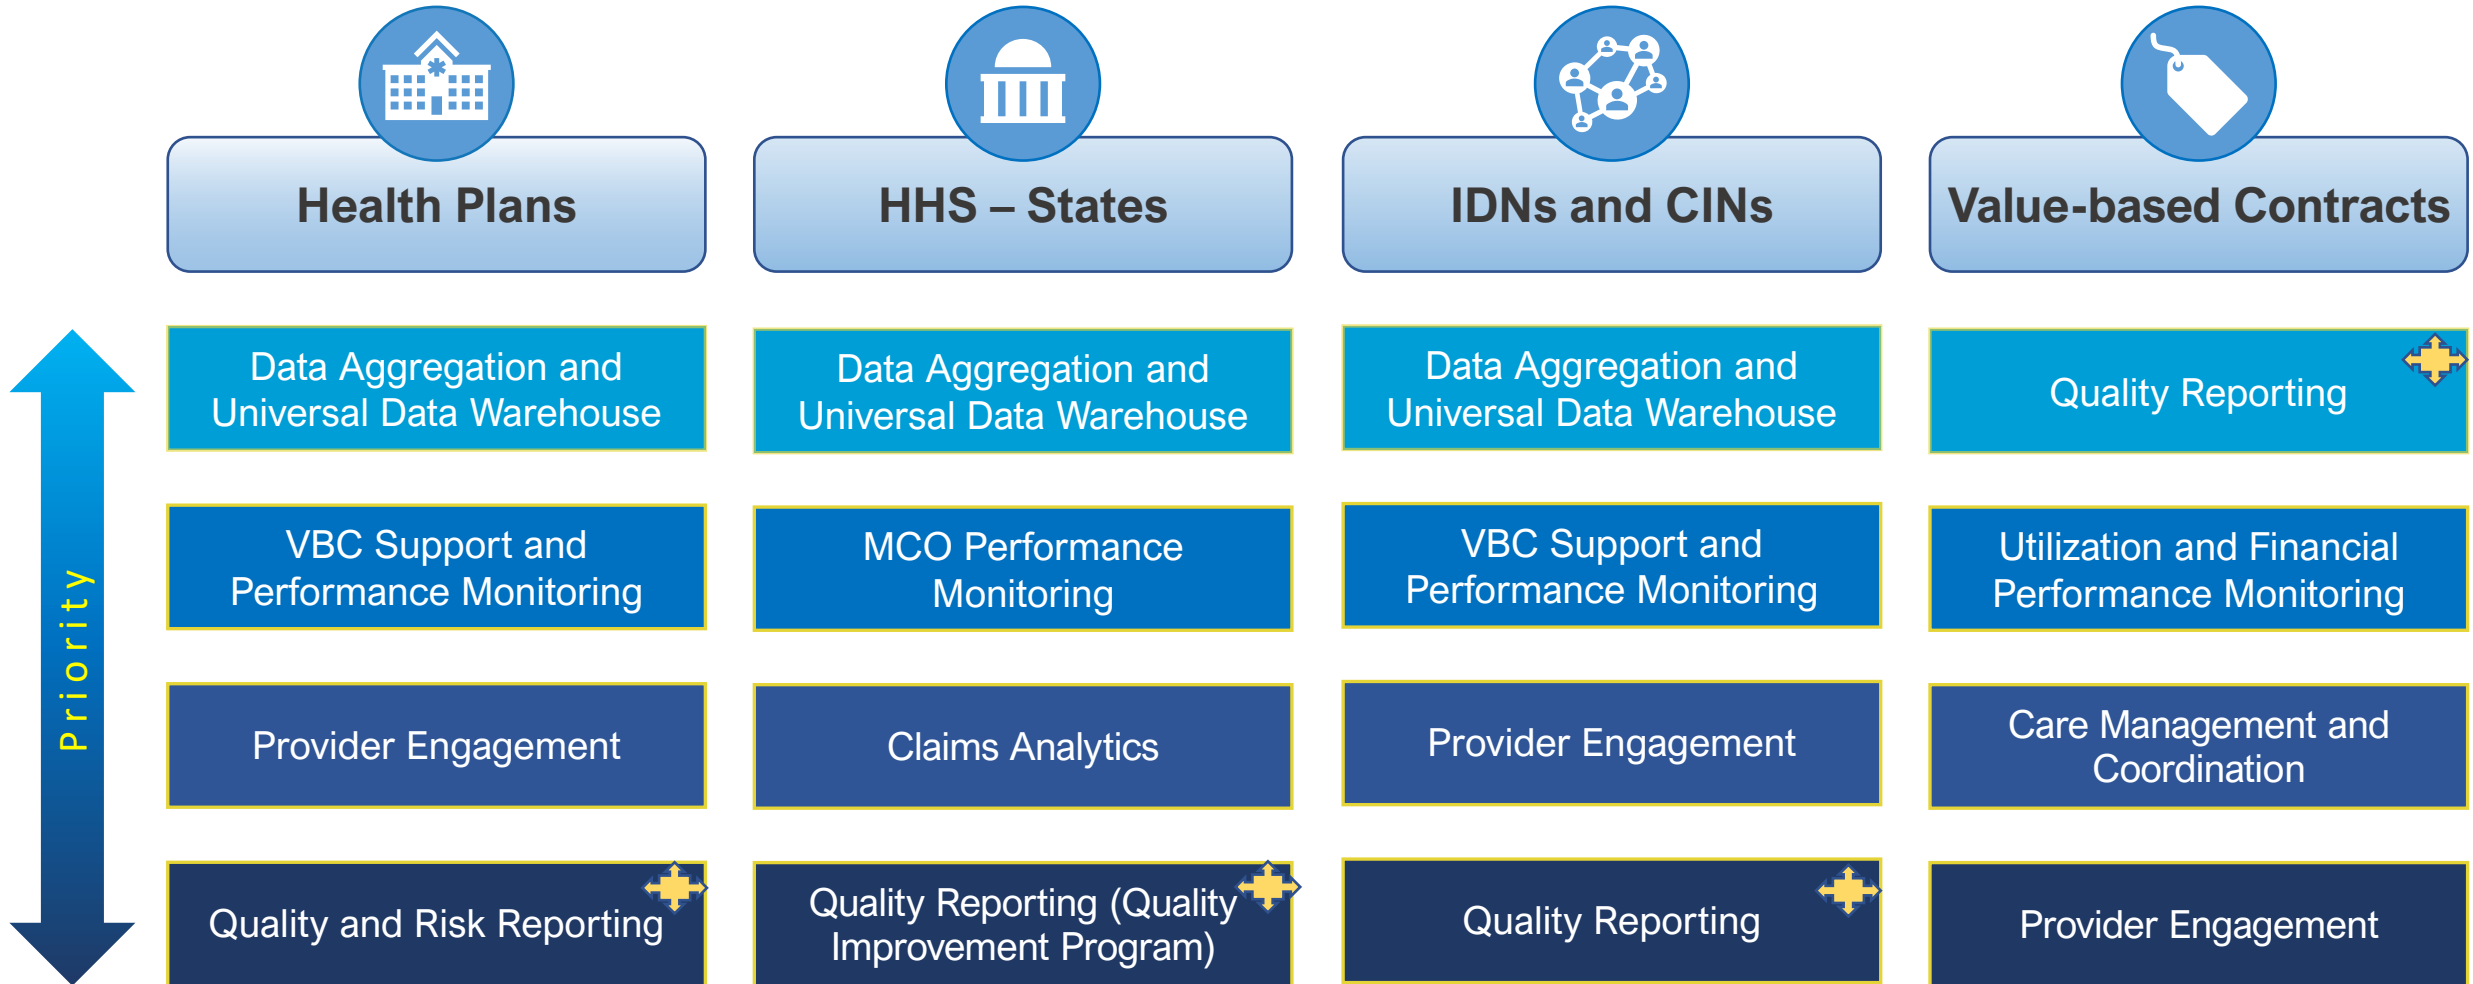 Health Plans
HHS – States
IDNs and CINs
Value-based Contracts
Priority
Data Aggregation and
Universal Data Warehouse
Data Aggregation and
Universal Data Warehouse
Data Aggregation and
Universal Data Warehouse
Quality Reporting
VBC Support and
Performance Monitoring
MCO Performance
Monitoring
VBC Support and
Performance Monitoring
Utilization and Financial
Performance Monitoring
Provider Engagement
Claims Analytics
Provider Engagement
Care Management and
Coordination
Quality and Risk Reporting
Quality Reporting (Quality
Improvement Program)
Quality Reporting
Provider Engagement